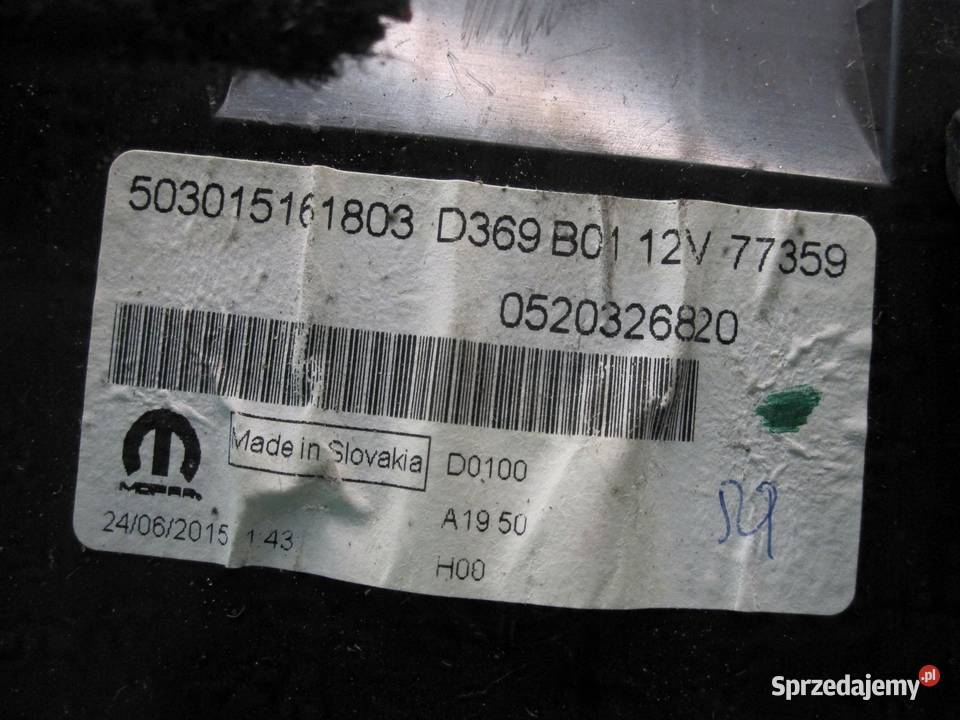 503015161803 D369 B01 12V 77359
0520326820
MOPAR
Made in Slovakia
D0100
A19 50
24/06/2015 1:43
H00
Sprzedajemy.pl